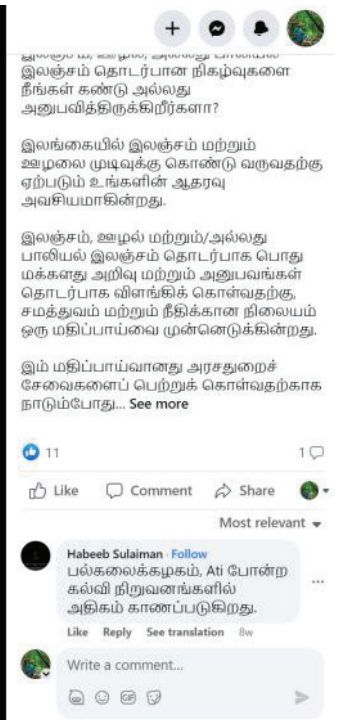 இலஞ்சம் தொடர்பான நிகழ்வுகளை
நீங்கள் கண்டு அல்லது
அனுபவித்திருக்கிறீர்களா?
இலங்கையில் இலஞ்சம் மற்றும்
ஊழலை முடிவுக்கு கொண்டு வருவதற்கு
ஏற்படும் உங்களின் ஆதரவு
அவசியமாகின்றது.
இலஞ்சம், ஊழல் மற்றும்/அல்லது
பாலியல் இலஞ்சம் தொடர்பாக பொது
மக்களது அறிவு மற்றும் அனுபவங்கள்
தொடர்பாக விளங்கிக் கொள்வதற்கு,
சமத்துவம் மற்றும் நீதிக்கான நிலையம்
ஒரு மதிப்பாய்வை முன்னெடுக்கின்றது.
இம் மதிப்பாய்வானது அரசதுறைச்
சேவைகளைப் பெற்றுக் கொள்வதற்காக
நாடும்போது... See more
11 1
Like Comment Share
Most relevant
Habeeb Sulaiman · Follow
பல்கலைக்கழகம், Ati போன்ற
கல்வி நிறுவனங்களில்
அதிகம் காணப்படுகிறது.
Like Reply See translation 8w
Write a comment...
GIF